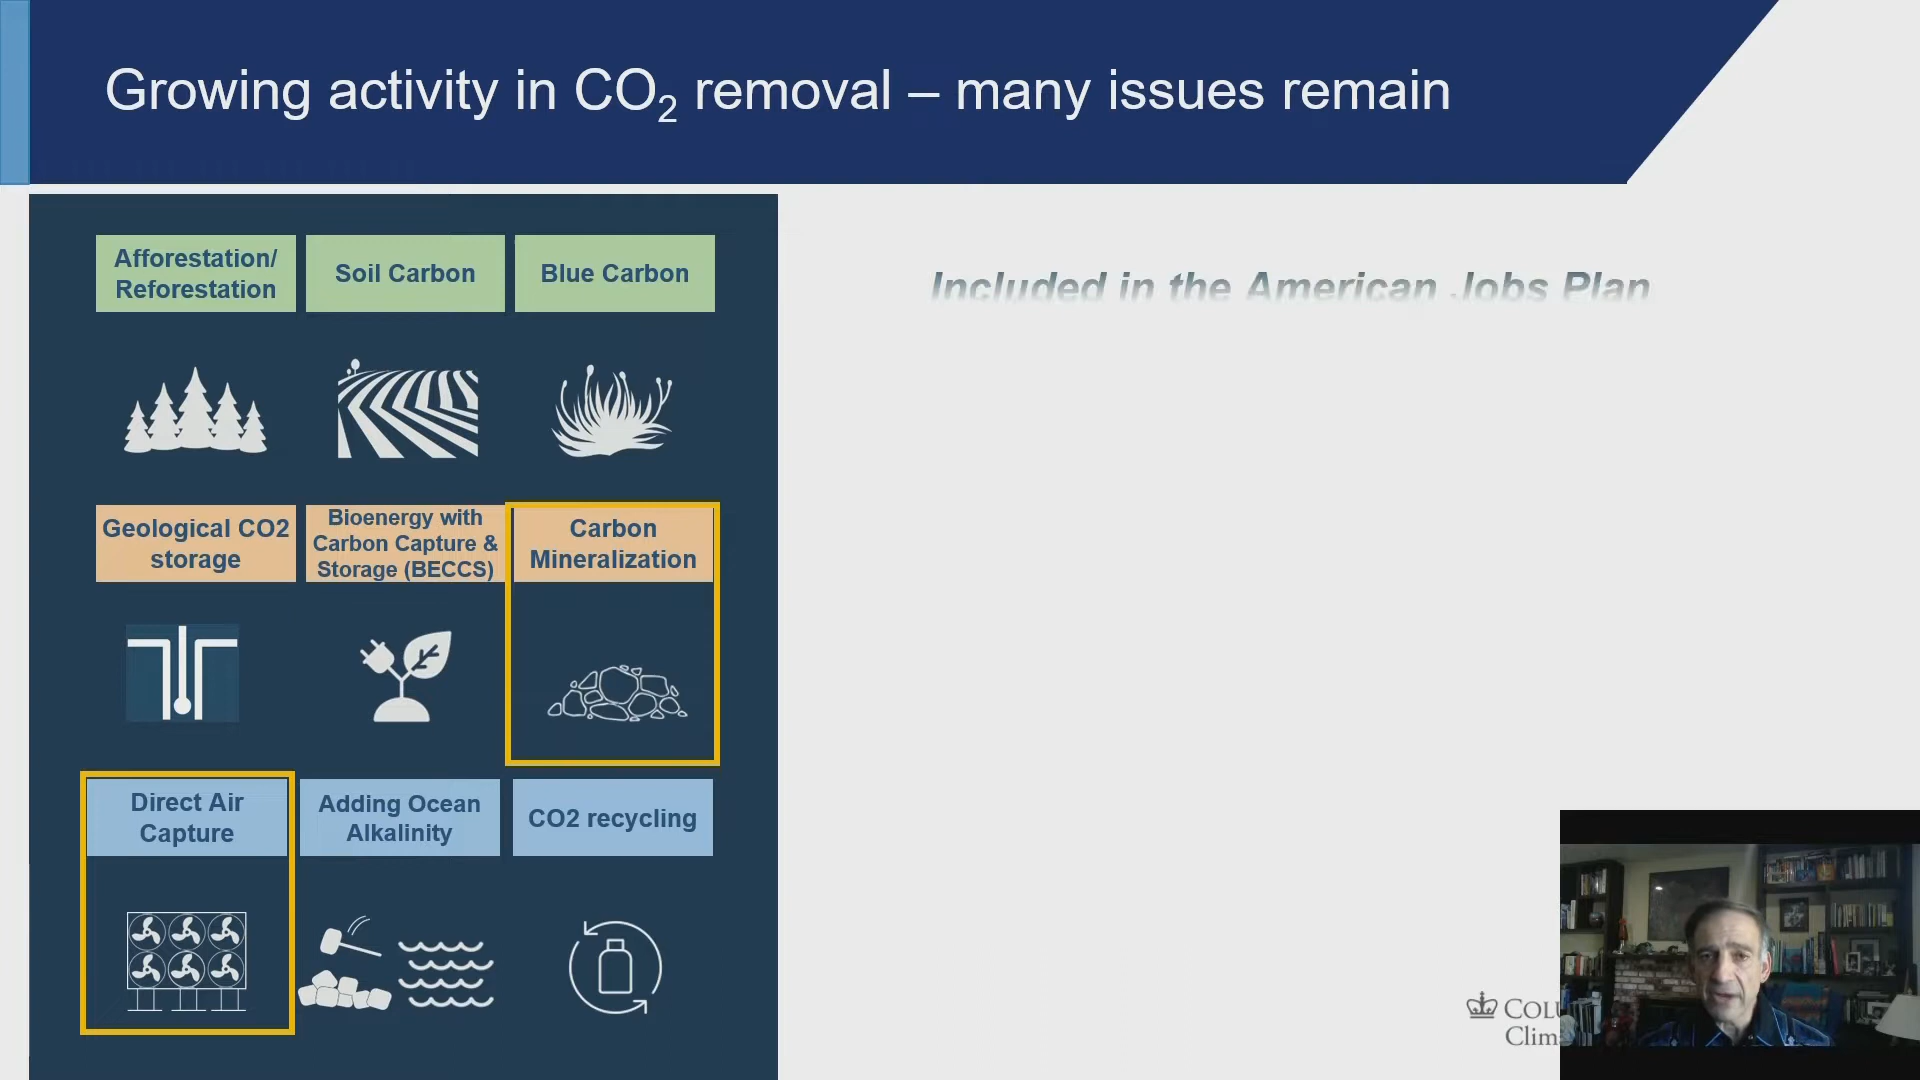 Growing activity in CO2 removal – many issues remain
Afforestation/
Reforestation
Soil Carbon
Blue Carbon
Included in the American Jobs Plan
Geological CO2
storage
Bioenergy with
Carbon Capture &
Storage (BECCS)
Carbon
Mineralization
Direct Air
Capture
Adding Ocean
Alkalinity
CO2 recycling